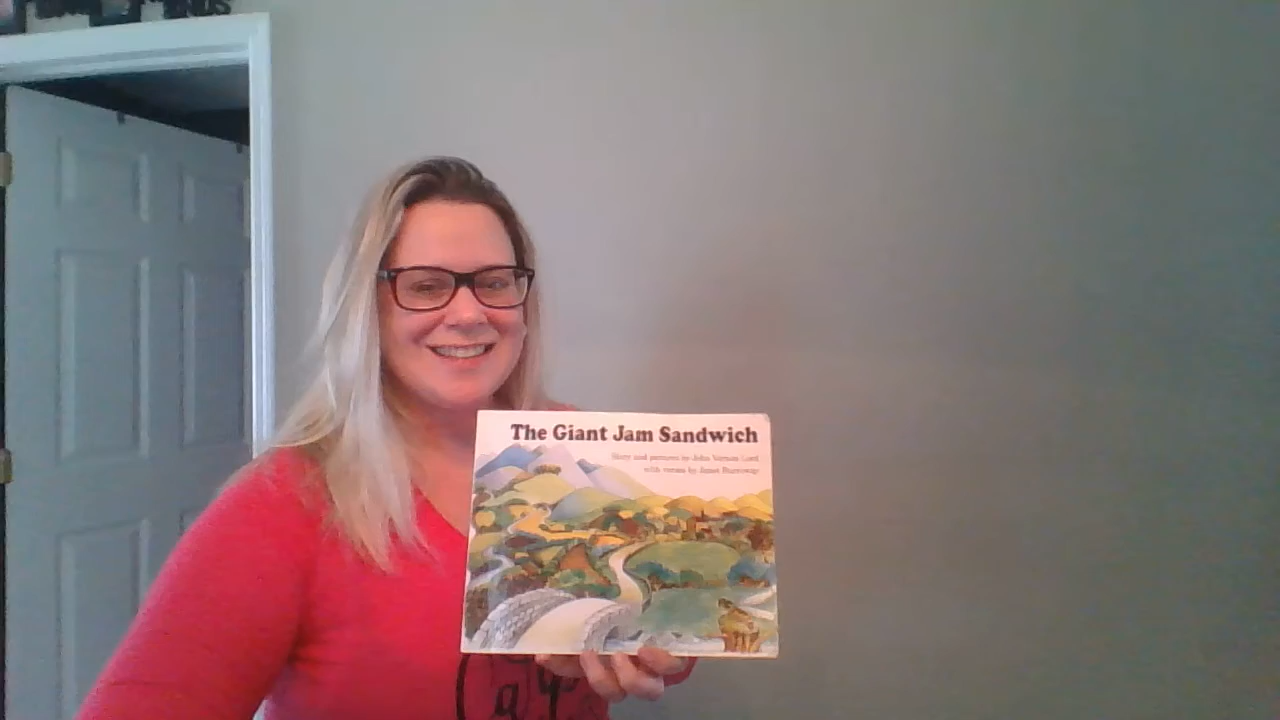 The Giant Jam Sandwich
Story and pictures by John Vernon Lord
with verses by Janet Burroway